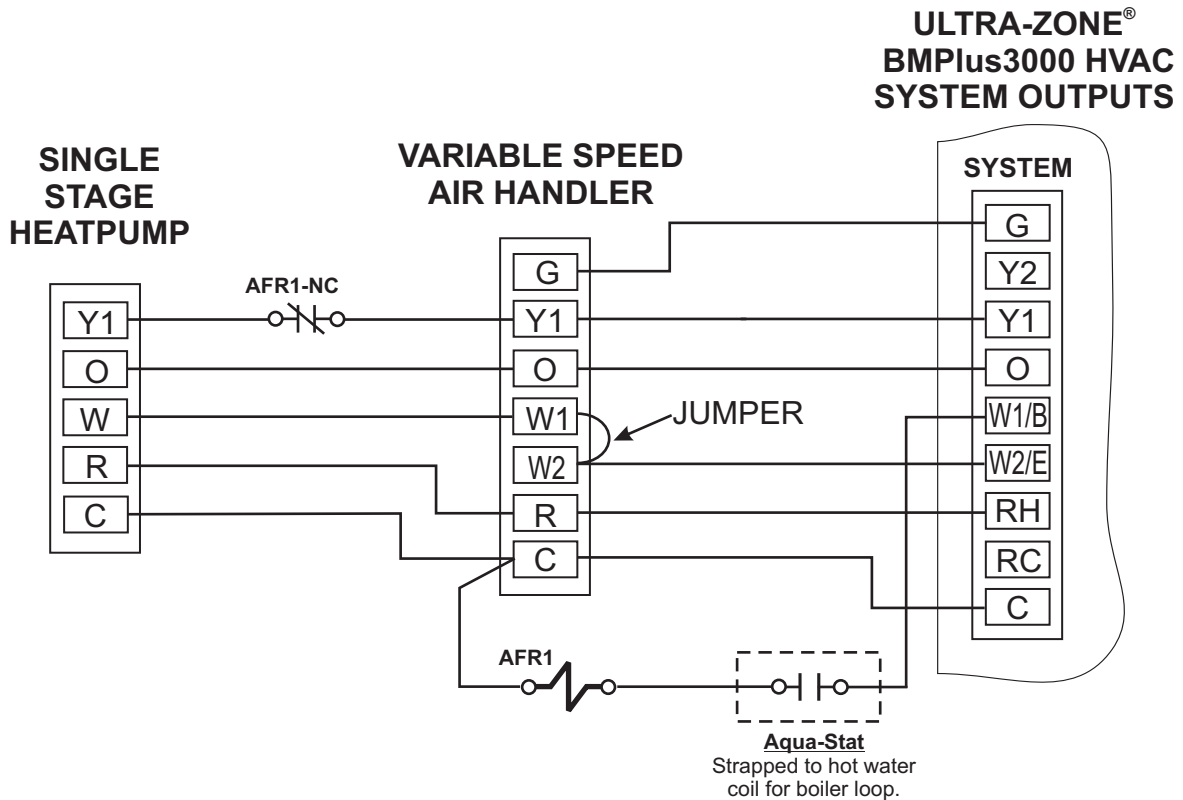 ULTRA-ZONE®
BMPlus3000 HVAC
SYSTEM OUTPUTS
SINGLE
STAGE
HEATPUMP
VARIABLE SPEED
AIR HANDLER
SYSTEM
AFR1-NC
Y1
O
W
R
C
G
Y1
O
W1
W2
R
C
JUMPER
G
Y2
Y1
O
W1/B
W2/E
RH
RC
C
AFR1
Aqua-Stat
Strapped to hot water
coil for boiler loop.